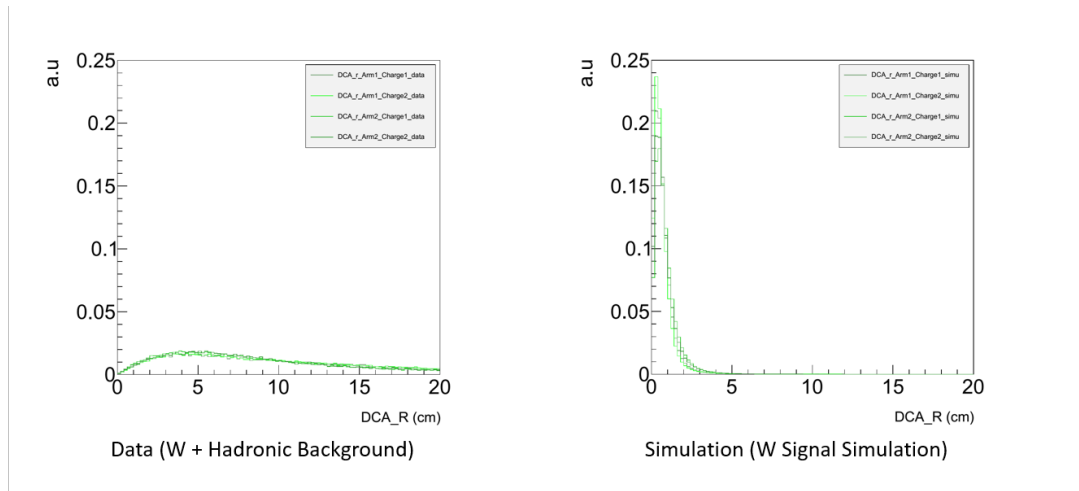 a.u
0.25
0.2
0.15
0.1
0.05
0
0 5 10 15 20
DCA_r_Arm1_Charge1_data
DCA_r_Arm1_Charge2_data
DCA_r_Arm2_Charge1_data
DCA_r_Arm2_Charge2_data
DCA_R (cm)
Data (W + Hadronic Background)
a.u
0.25
0.2
0.15
0.1
0.05
0
0 5 10 15 20
DCA_r_Arm1_Charge1_simu
DCA_r_Arm1_Charge2_simu
DCA_r_Arm2_Charge1_simu
DCA_r_Arm2_Charge2_simu
DCA_R (cm)
Simulation (W Signal Simulation)